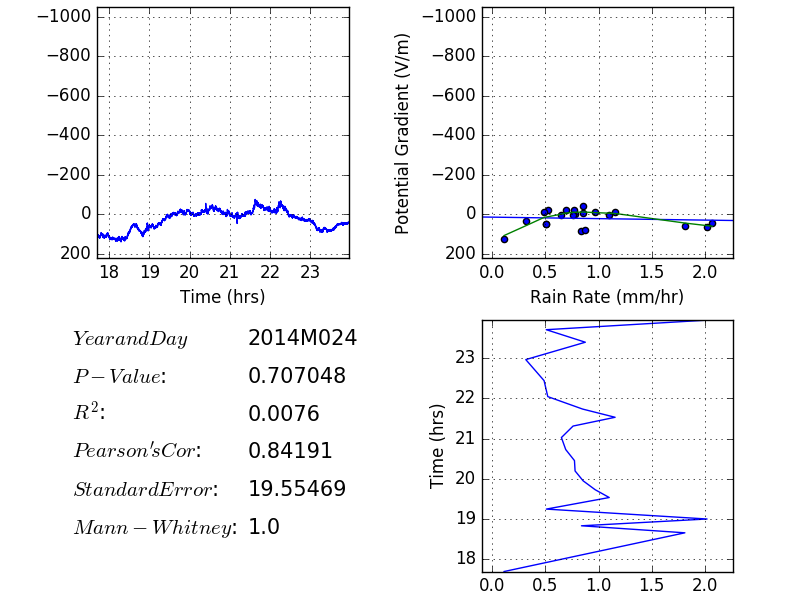 −1000
−800
−600
−400
−200
0
200
18 19 20 21 22 23
Time (hrs)
Potential Gradient (V/m)
−1000
−800
−600
−400
−200
0
200
0.0 0.5 1.0 1.5 2.0
Rain Rate (mm/hr)
YearandDay 2014M024
P−Value: 0.707048
R²: 0.0076
Pearson'sCor: 0.84191
StandardError: 19.55469
Mann−Whitney: 1.0
Time (hrs)
23
22
21
20
19
18
0.0 0.5 1.0 1.5 2.0